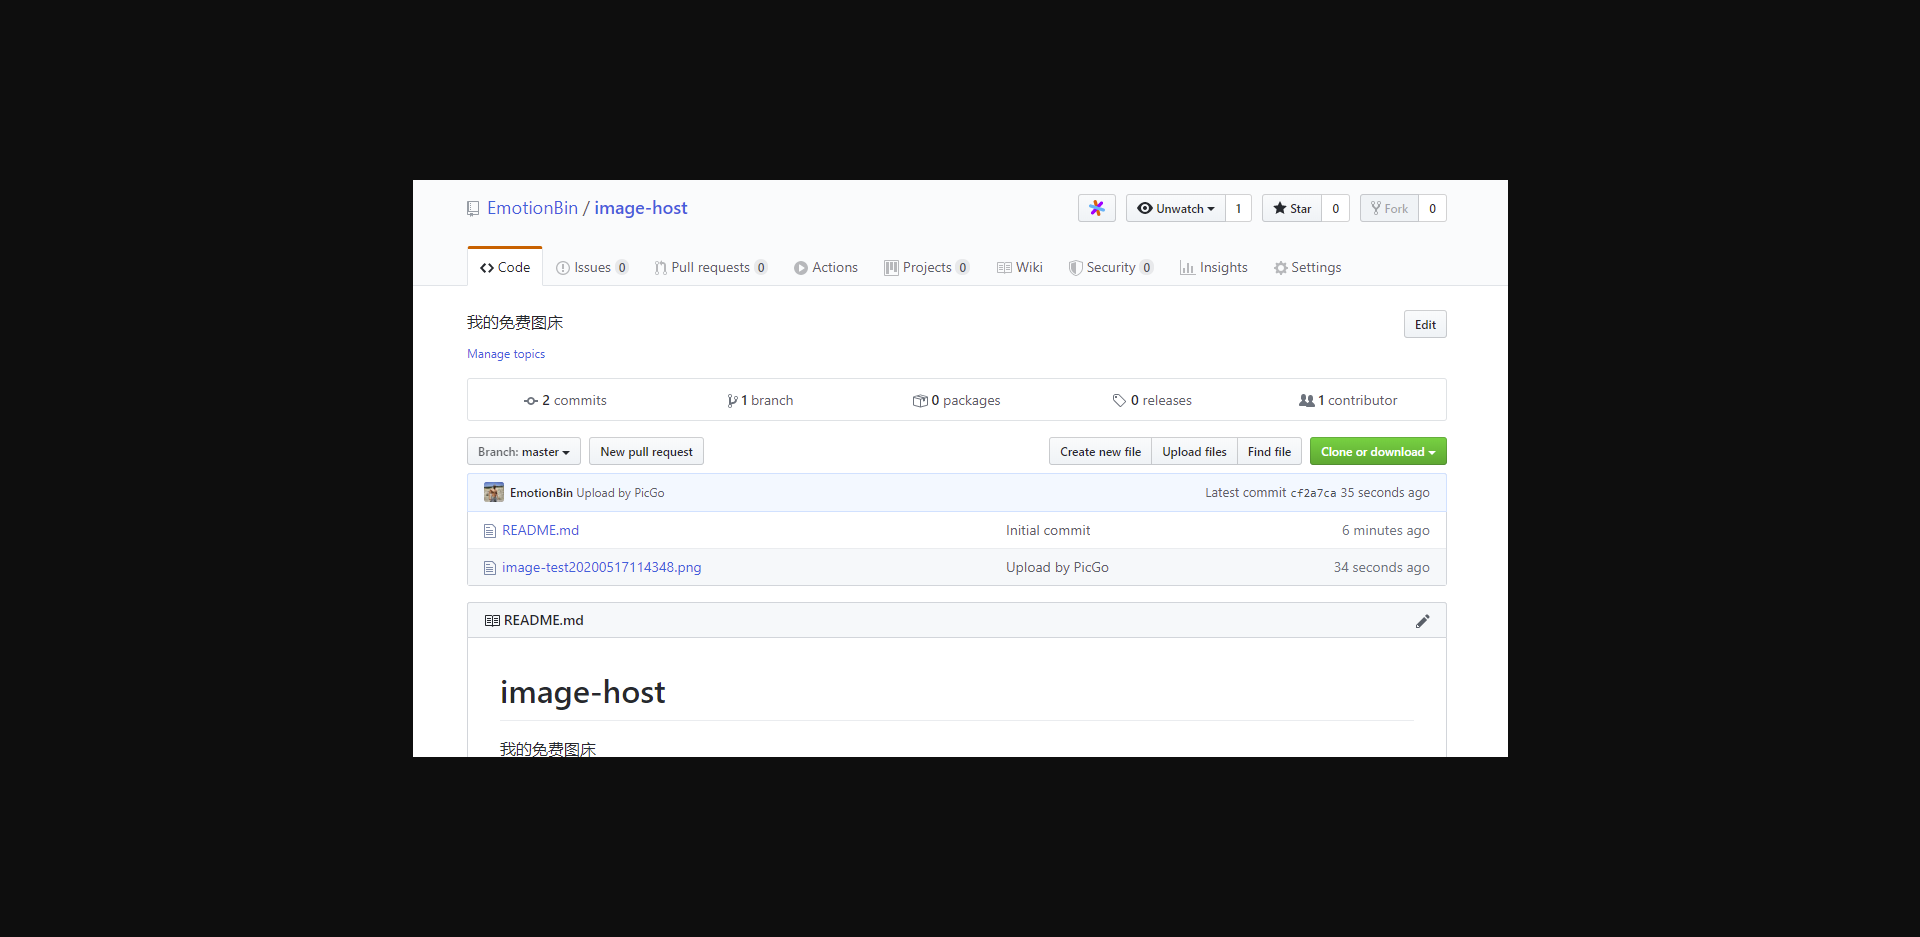 EmotionBin / image-host Unwatch 1 Star 0 Fork 0
Code Issues 0 Pull requests 0 Actions Projects 0 Wiki Security 0 Insights Settings
我的免费图床 Edit
Manage topics
2 commits 1 branch 0 packages 0 releases 1 contributor
Branch: master New pull request Create new file Upload files Find file Clone or download
EmotionBin Upload by PicGo Latest commit cf2a7ca 35 seconds ago
README.md Initial commit 6 minutes ago
image-test20200517114348.png Upload by PicGo 34 seconds ago
README.md
image-host
我的免费图床